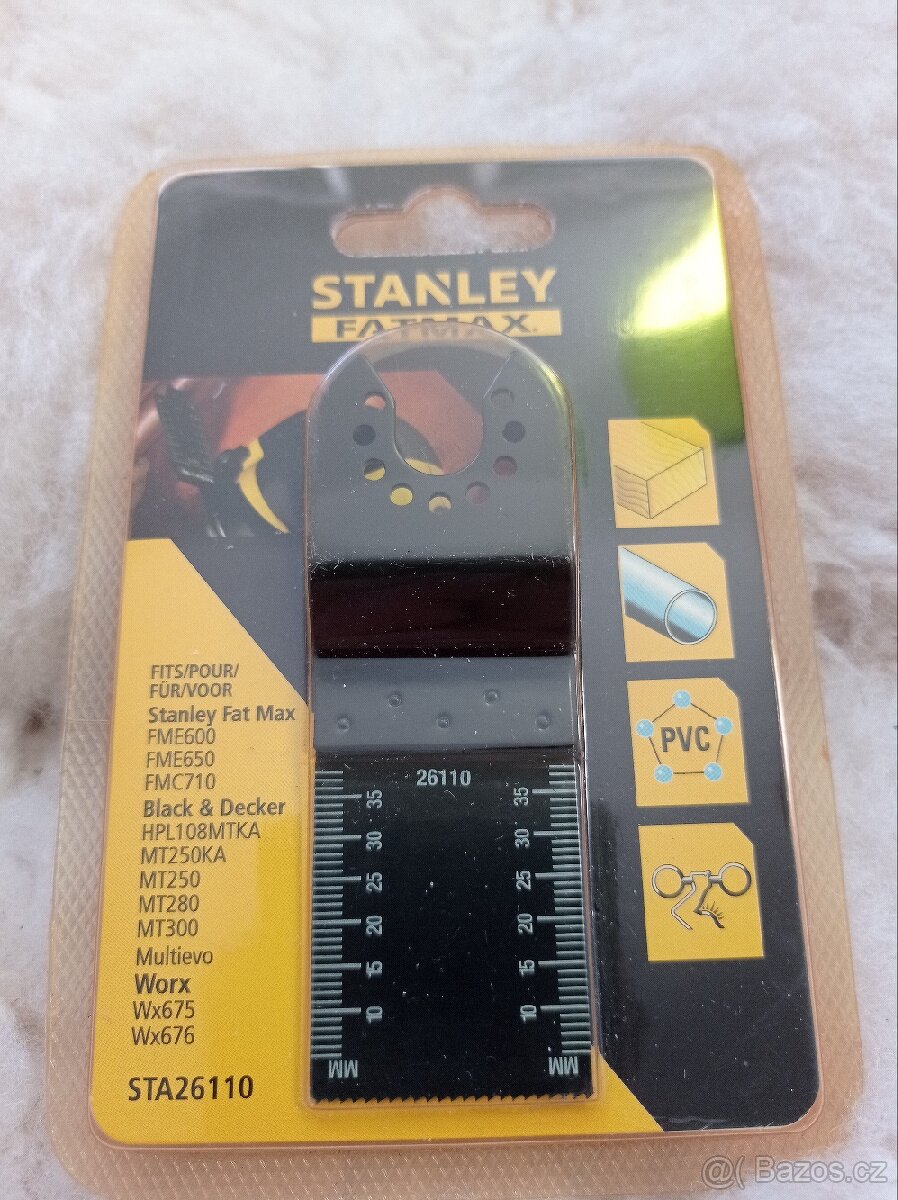 STANLEY
FATMAX.
PVC
FITS/POUR/
FÜR/VOOR
Stanley Fat Max
FME600
FME650
FMC710
Black & Decker
HPL108MTKA
MT250KA
MT250
MT280
MT300
Multievo
Worx
Wx675
Wx676
STA26110
26110
35 35
30 30
25 25
20 20
15 15
10 10
MM MM
@( Bazos.cz